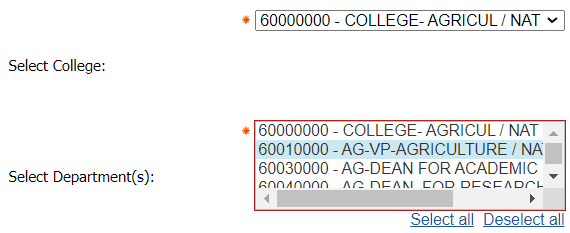 60000000 - COLLEGE- AGRICUL / NAT
Select College:
60000000 - COLLEGE- AGRICUL / NAT
60010000 - AG-VP-AGRICULTURE / NA
60030000 - AG-DEAN FOR ACADEMIC
Select Department(s):
60040000 - AG-DEAN FOR RESEARCH
Select all Deselect all